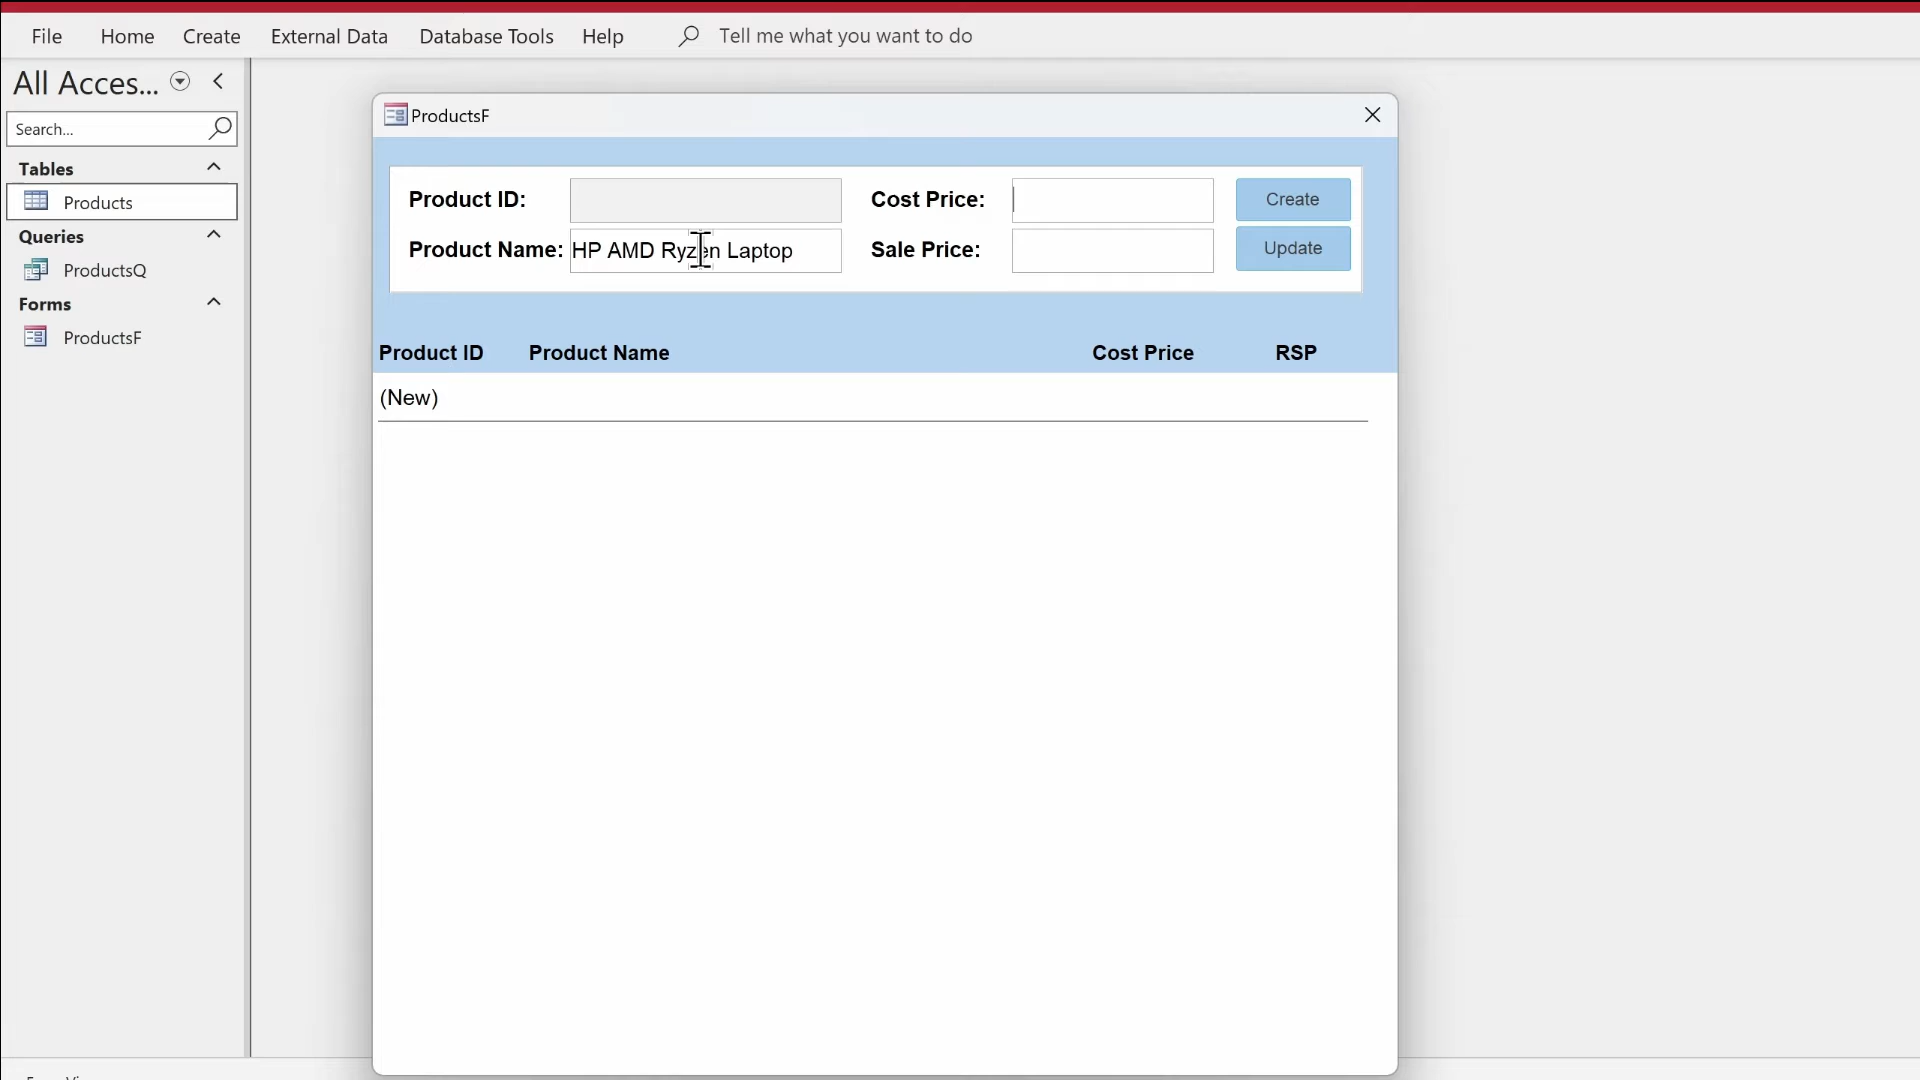 File Home Create External Data Database Tools Help Tell me what you want to do
All Acces...
Search...
Tables
Products
Queries
ProductsQ
Forms
ProductsF
ProductsF
Product ID: Cost Price: Create
Product Name: HP AMD Ryzen Laptop Sale Price: Update
Product ID Product Name Cost Price RSP
(New)